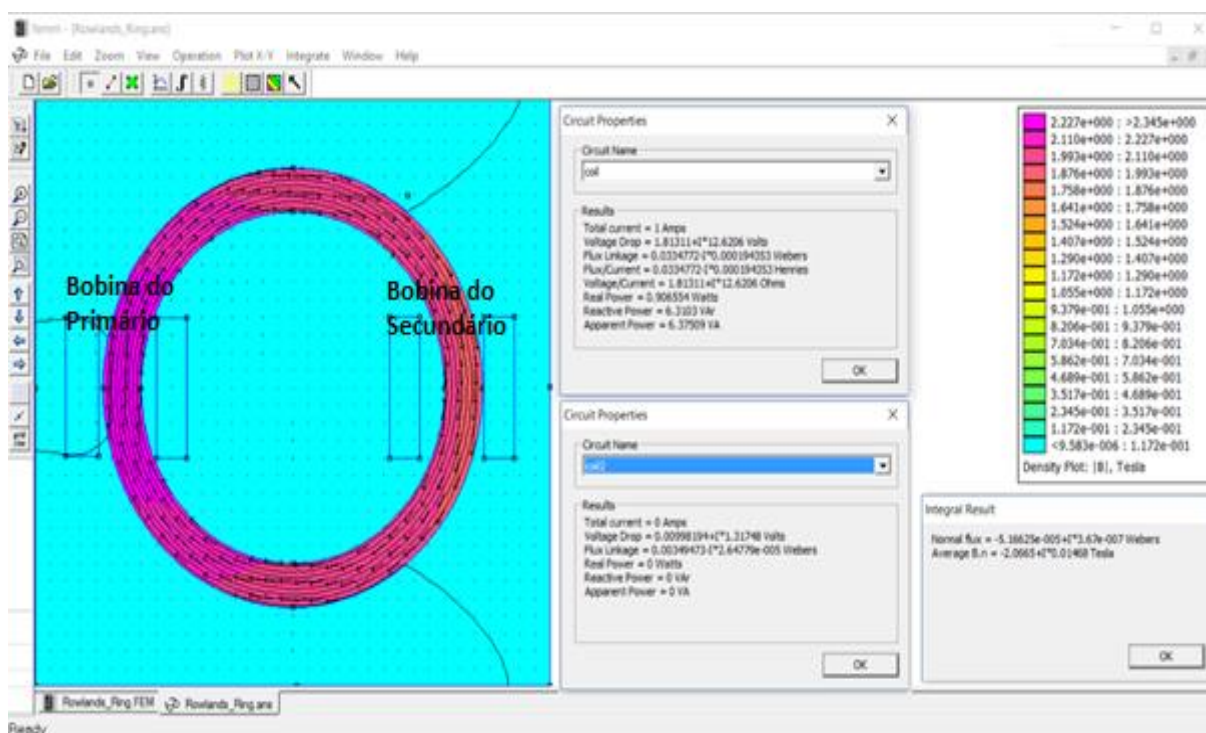 femm - [Rowlands_Ring.ans]
File Edit Zoom View Operation Plot X-Y Integrate Window Help
Bobina do
Primário
Bobina do
Secundário
Circuit Properties
Circuit Name
coil
Results
Total current = 1 Amps
Voltage Drop = 1.81311+I*12.6206 Volts
Flux Linkage = 0.0334772-I*0.000194353 Webers
Flux/Current = 0.0334772-I*0.000194353 Henries
Voltage/Current = 1.81311+I*12.6206 Ohms
Real Power = 0.906554 Watts
Reactive Power = 6.3103 VAr
Apparent Power = 6.37509 VA
OK
Circuit Properties
Circuit Name
coil2
Results
Total current = 0 Amps
Voltage Drop = 0.00998194+I*1.31748 Volts
Flux Linkage = 0.00349473-I*2.64779e-005 Webers
Real Power = 0 Watts
Reactive Power = 0 VAr
Apparent Power = 0 VA
OK
2.227e+000 : >2.345e+000
2.110e+000 : 2.227e+000
1.993e+000 : 2.110e+000
1.876e+000 : 1.993e+000
1.758e+000 : 1.876e+000
1.641e+000 : 1.758e+000
1.524e+000 : 1.641e+000
1.407e+000 : 1.524e+000
1.290e+000 : 1.407e+000
1.172e+000 : 1.290e+000
1.055e+000 : 1.172e+000
9.379e-001 : 1.055e+000
8.206e-001 : 9.379e-001
7.034e-001 : 8.206e-001
5.862e-001 : 7.034e-001
4.689e-001 : 5.862e-001
3.517e-001 : 4.689e-001
2.345e-001 : 3.517e-001
1.172e-001 : 2.345e-001
<9.583e-006 : 1.172e-001
Density Plot: |B|, Tesla
Integral Result
Normal flux = -5.16625e-005+I*3.67e-007 Webers
Average B.n = -2.0665+I*0.01468 Tesla
OK
Rowlands_Ring.FEM
Rowlands_Ring.ans
Ready